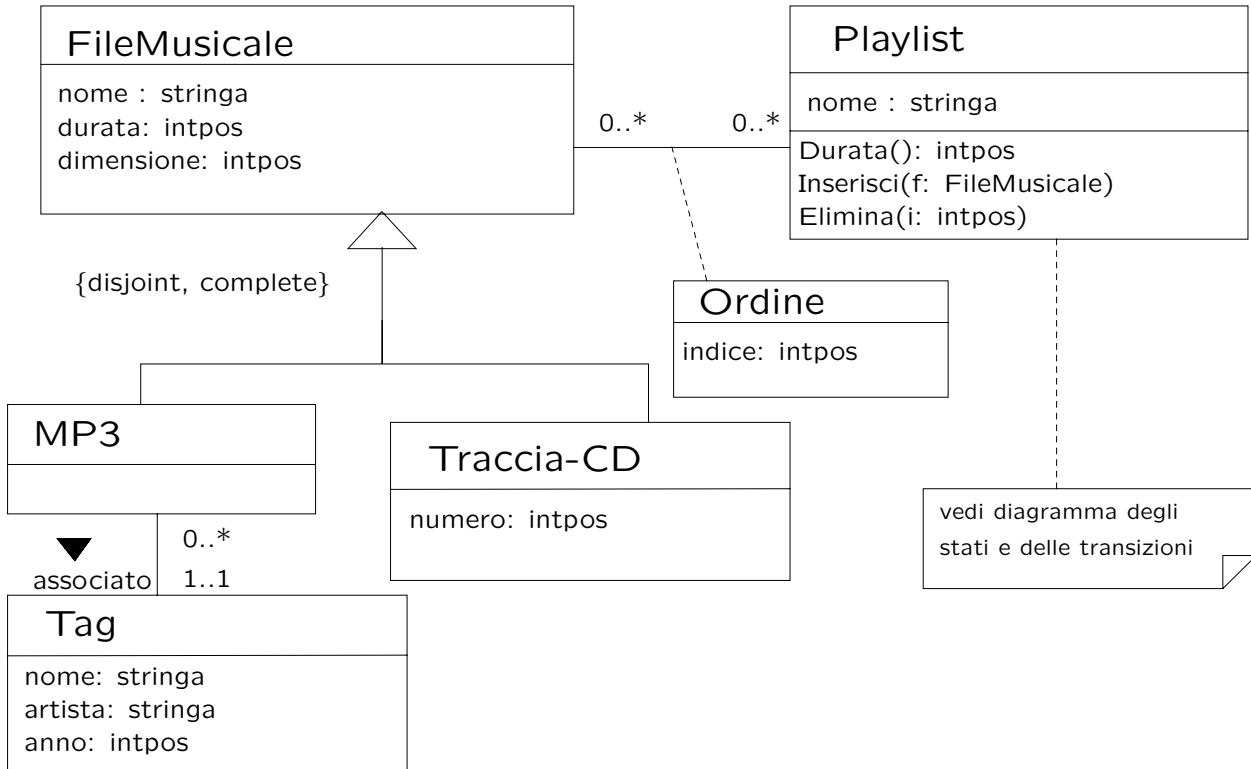 FileMusicale
nome : stringa
durata: intpos
dimensione: intpos
0..*
0..*
Playlist
nome : stringa
Durata(): intpos
Inserisci(f: FileMusicale)
Elimina(i: intpos)
{disjoint, complete}
Ordine
indice: intpos
MP3
Traccia-CD
numero: intpos
0..*
associato
1..1
Tag
nome: stringa
artista: stringa
anno: intpos
vedi diagramma degli
stati e delle transizioni